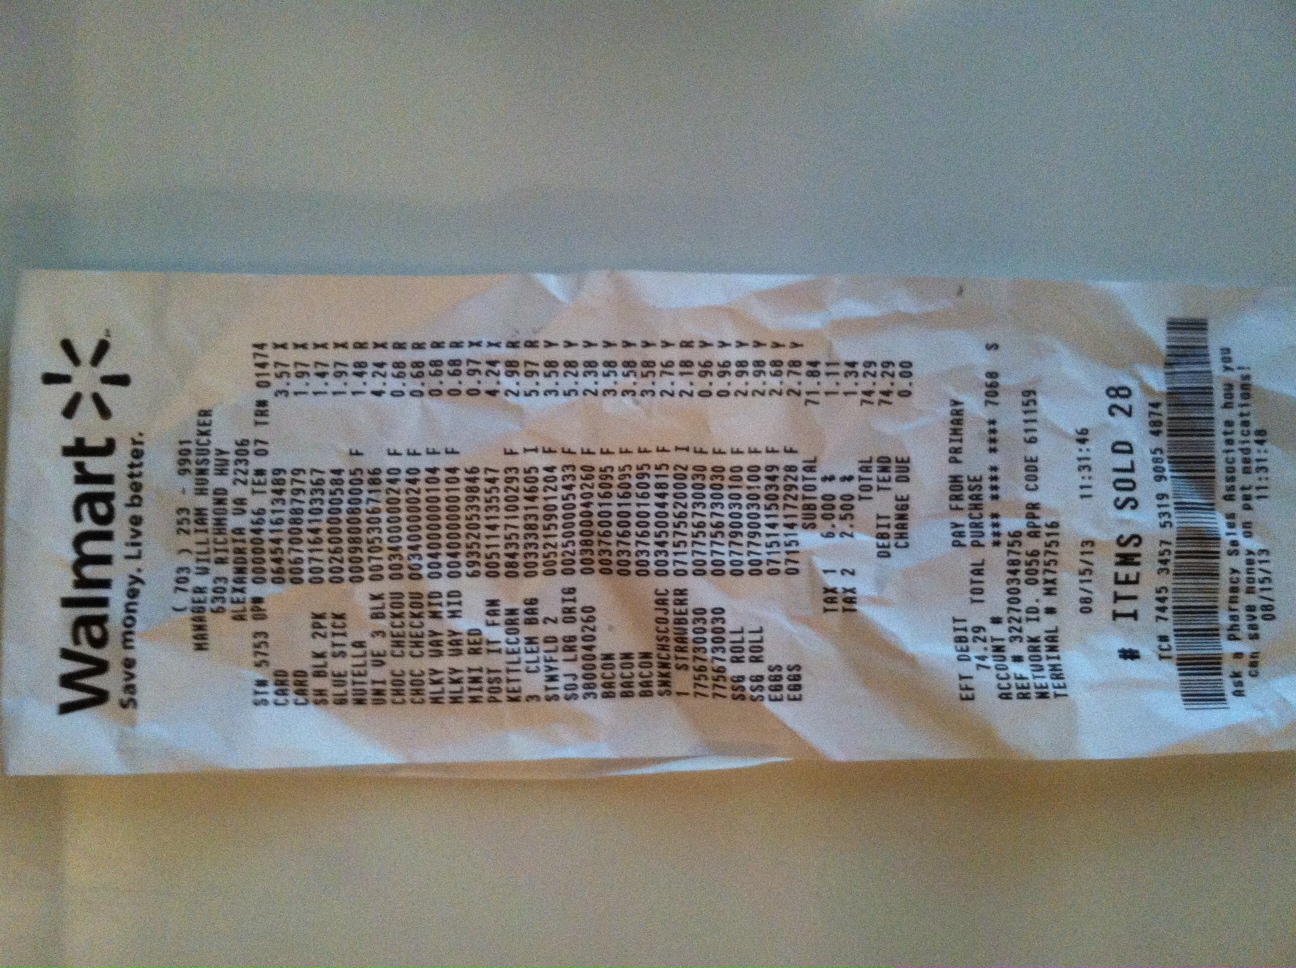 Walmart
Save money. Live better.
( 703 ) 253 - 9901
MANAGER WILLIAM HUNSUCKER
6303 RICHMOND HWY
ALEXANDRIA VA 22306
ST# 5753 OP# 00000466 TE# 07 TR# 01474
CARD 064941613489 3.57 X
CARD 006700887979 1.97 X
SH BLK 2PK 007164103367 1.47 X
GLUE STICK 002600000584 1.97 X
NUTELLA 000980080005 F 1.48 R
UNI VE 3 BLK 007053067186 4.24 X
CHOC CHECKOU 003400000240 F 0.68 R
CHOC CHECKOU 003400000240 F 0.68 R
MLKY WAY MID 004000000104 F 0.68 R
MLKY WAY MID 004000000104 F 0.68 R
MINI RED 693520539846 0.97 X
POST IT FAN 005114135547 4.24 X
KETTLECORN 084357100293 F 2.98 R
3 CLEM BAG 003338314605 I 5.97 R
STNYFLD 2 005215901204 F 3.58 Y
SOJ LRG ORIG 002500005433 F 5.28 Y
3800040260 003800040260 F 2.38 R
BACON 003760016095 F 3.58 Y
BACON 003760016095 F 3.58 Y
BACON 003760016095 F 3.58 Y
SNKNCHSCOJAC 003450044815 F 2.76 Y
1 STRAWBERR 071575620002 I 2.18 R
7756730030 007756730030 F 0.96 Y
7756730030 007756730030 F 0.96 Y
SSG ROLL 007790030100 F 2.98 Y
SSG ROLL 007790030100 F 2.98 Y
EGGS 071514150349 F 2.68 Y
EGGS 071514172928 F 2.78 Y
SUBTOTAL 71.84
TAX 1 6.000 % 1.11
TAX 2 2.500 % 1.34
TOTAL 74.29
DEBIT TEND 74.29
CHANGE DUE 0.00
EFT DEBIT PAY FROM PRIMARY
74.29 TOTAL PURCHASE
ACCOUNT # **** **** **** 7068 S
REF # 322700348756
NETWORK ID. 0056 APPR CODE 611159
TERMINAL # MX757516
08/15/13 11:31:46
# ITEMS SOLD 28
TC# 7445 3457 5319 9085 4874
Ask a Pharmacy Sales Associate how you
can save money on pet medications!
08/15/13 11:31:48